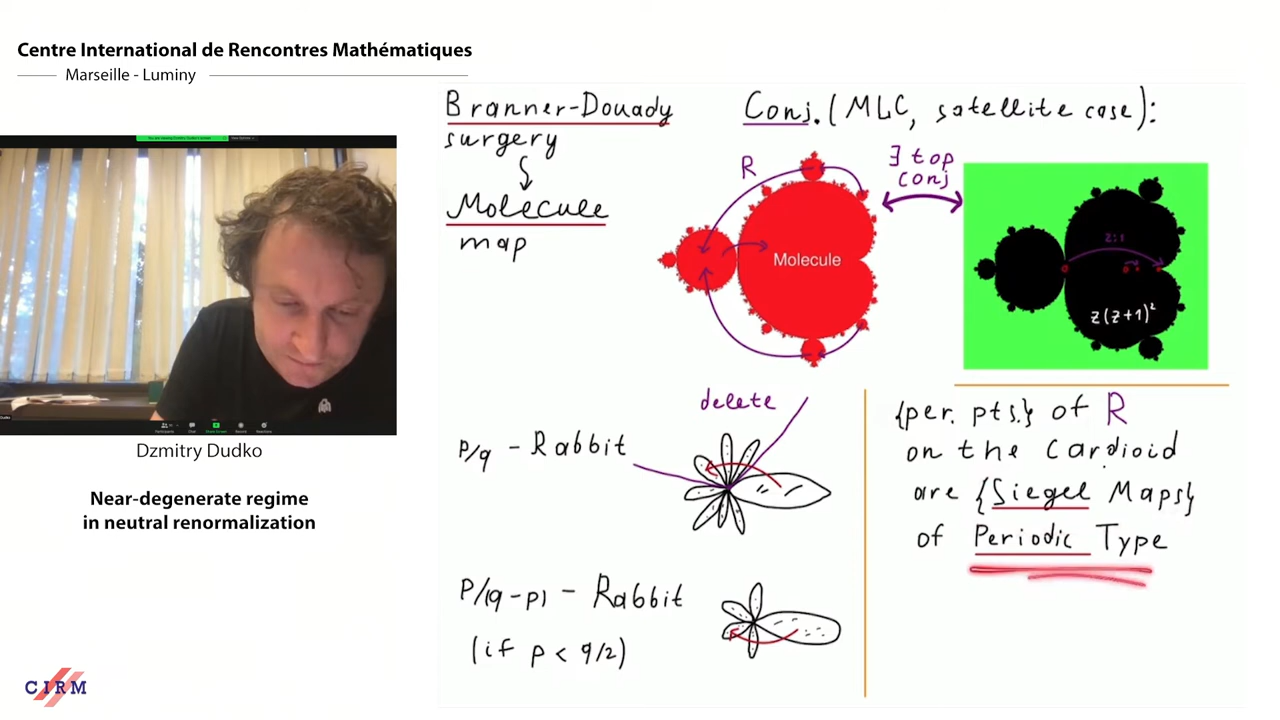 Centre International de Rencontres Mathématiques
Marseille - Luminy
Dzmitry Dudko
Near-degenerate regime
in neutral renormalization
CIRM
Branner-Douady
surgery
Molecule
map
Conj. (MLC, satellite case):
R
∃ top
conj
Molecule
2:1
z(z+1)²
delete
P/q - Rabbit
P/(q-p) - Rabbit
(if p < q/2)
{per. pts.} of R
on the Cardioid
are {Siegel Maps}
of Periodic Type